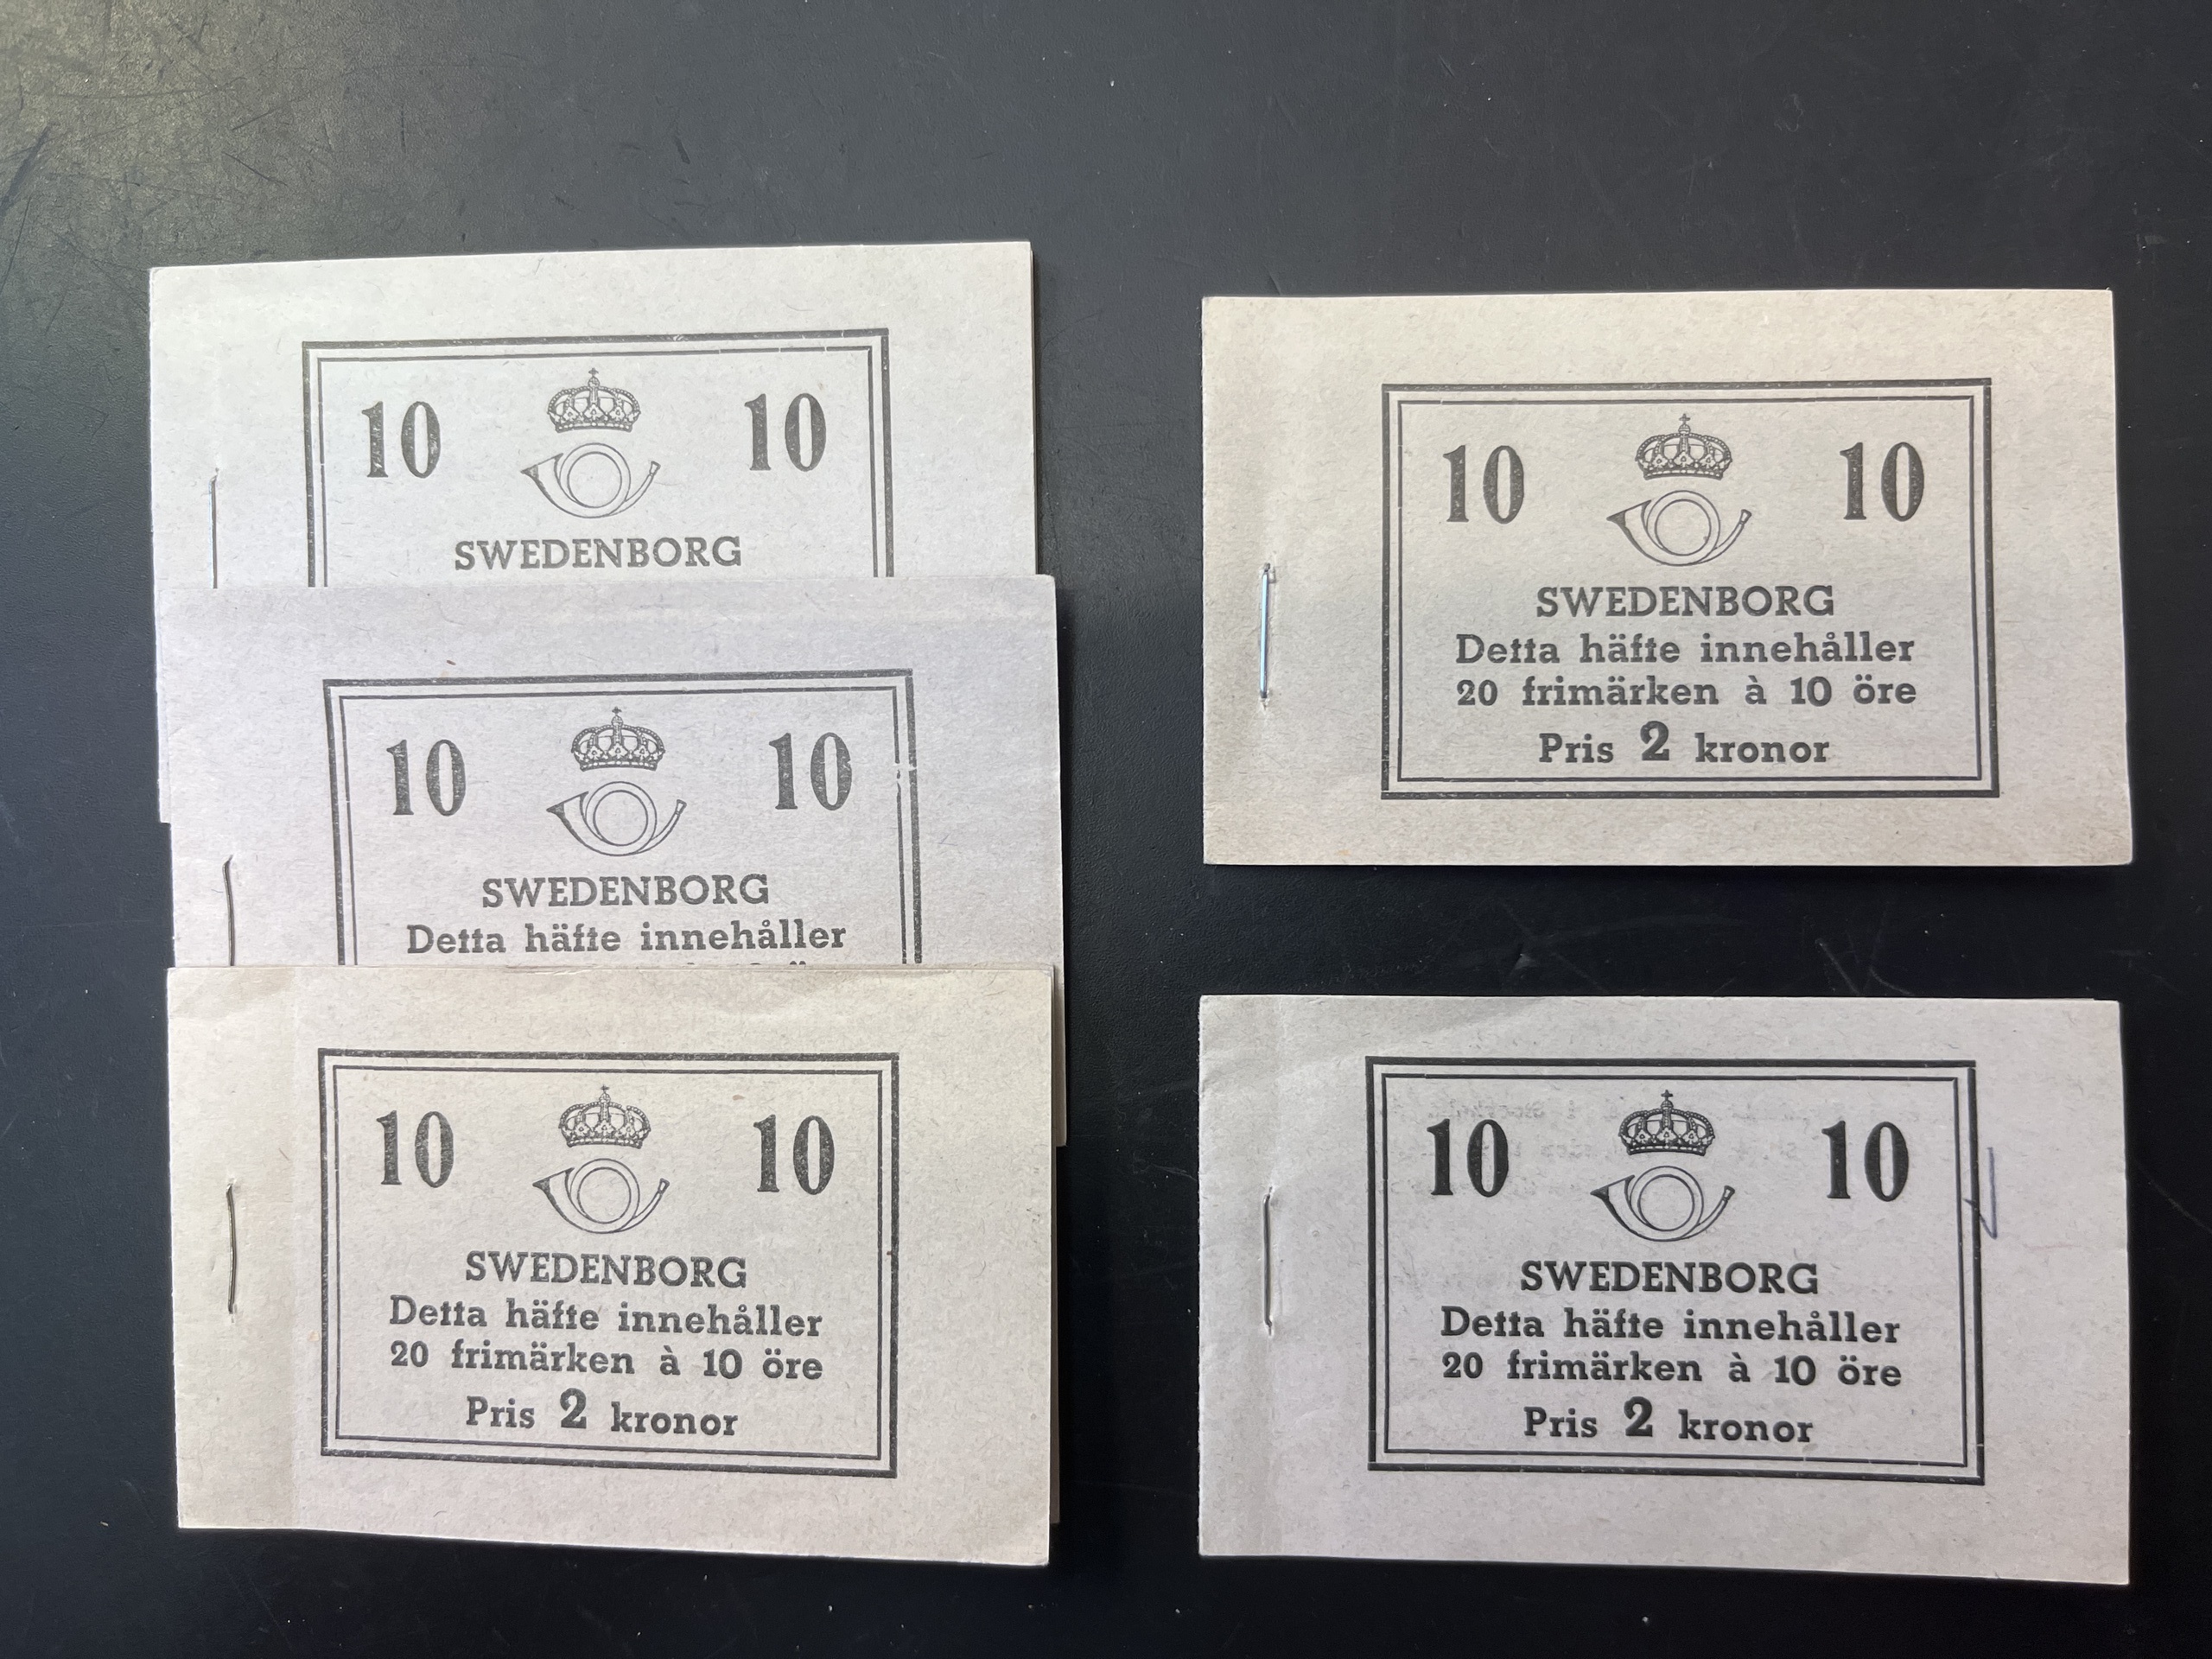 10 10
SWEDENBORG
10 10
SWEDENBORG
Detta häfte innehåller
10 10
SWEDENBORG
Detta häfte innehåller
20 frimärken à 10 öre
Pris 2 kronor
10 10
SWEDENBORG
Detta häfte innehåller
20 frimärken à 10 öre
Pris 2 kronor
10 10
SWEDENBORG
Detta häfte innehåller
20 frimärken à 10 öre
Pris 2 kronor